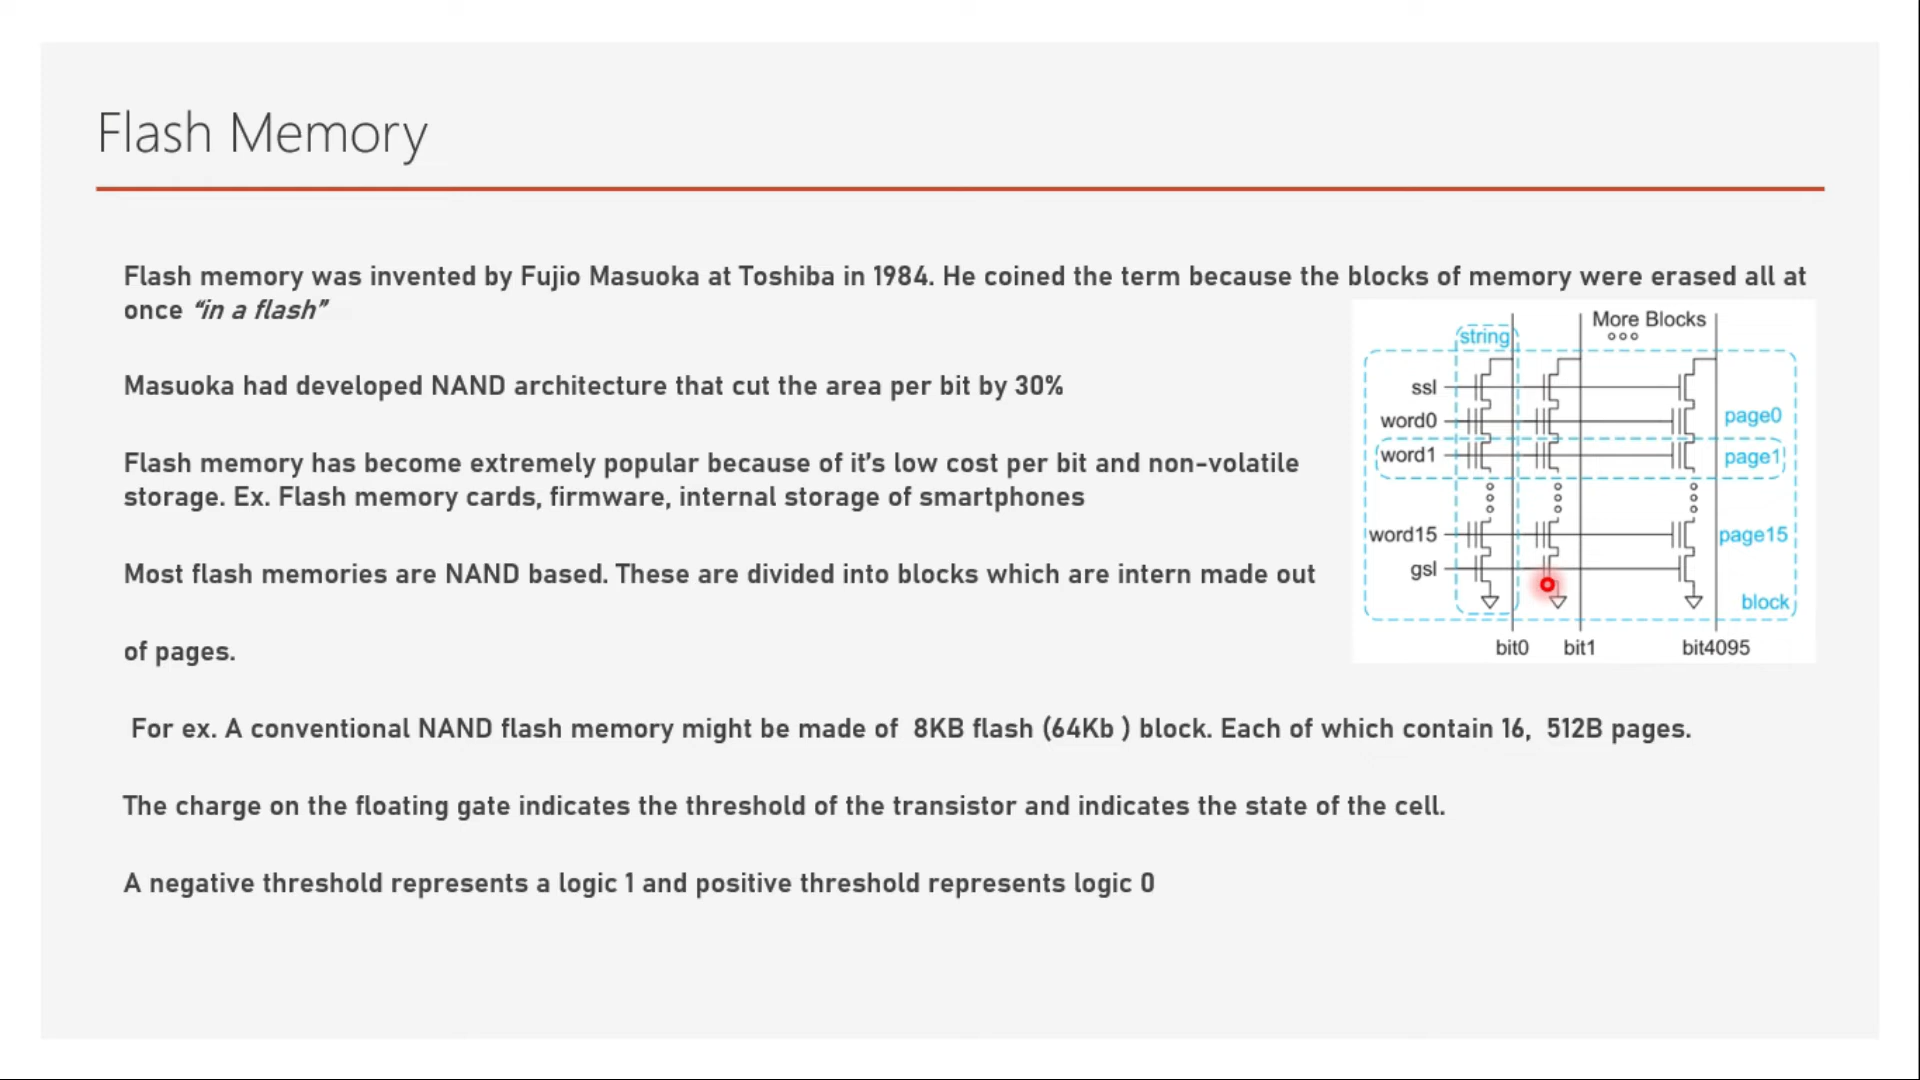 Flash Memory
Flash memory was invented by Fujio Masuoka at Toshiba in 1984. He coined the term because the blocks of memory were erased all at
once “in a flash”
Masuoka had developed NAND architecture that cut the area per bit by 30%
Flash memory has become extremely popular because of it's low cost per bit and non-volatile
storage. Ex. Flash memory cards, firmware, internal storage of smartphones
Most flash memories are NAND based. These are divided into blocks which are intern made out
of pages.
For ex. A conventional NAND flash memory might be made of 8KB flash (64Kb ) block. Each of which contain 16, 512B pages.
The charge on the floating gate indicates the threshold of the transistor and indicates the state of the cell.
A negative threshold represents a logic 1 and positive threshold represents logic 0
More Blocks
string
ssl
word0 page0
word1 page1
word15 page15
gsl
block
bit0 bit1 bit4095